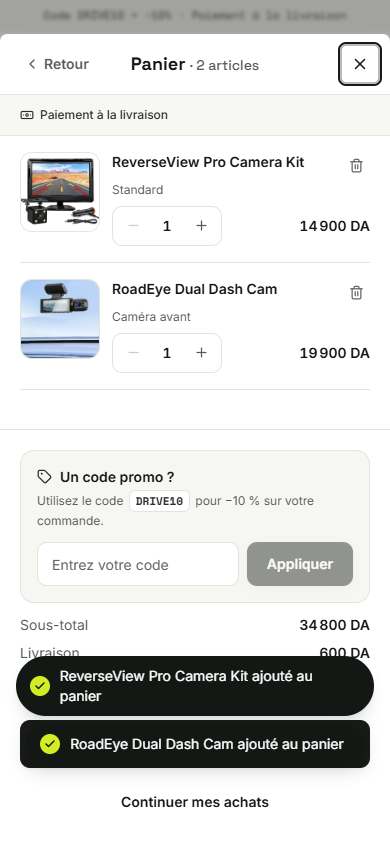 Code DRIVE10 = -10% · Paiement à la livraison
Retour
Panier · 2 articles
Paiement à la livraison
ReverseView Pro Camera Kit
Standard
1
14 900 DA
RoadEye Dual Dash Cam
Caméra avant
1
19 900 DA
Un code promo ?
Utilisez le code DRIVE10 pour −10 % sur votre
commande.
Entrez votre code
Appliquer
Sous-total
34 800 DA
Livraison
600 DA
ReverseView Pro Camera Kit ajouté au
panier
RoadEye Dual Dash Cam ajouté au panier
Continuer mes achats